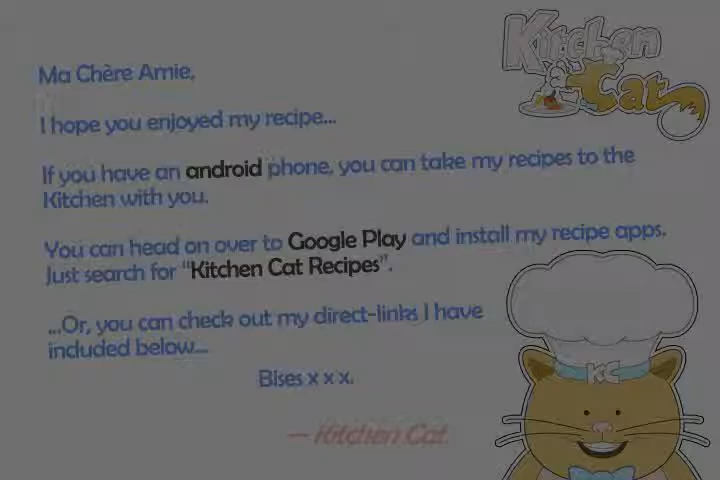 Kitchen
Cat
Ma Chère Amie,
I hope you enjoyed my recipe...
If you have an android phone, you can take my recipes to the
Kitchen with you.
You can head on over to Google Play and install my recipe apps.
Just search for "Kitchen Cat Recipes".
...Or, you can check out my direct-links I have
included below...
Bises x x x.
— Kitchen Cat.
KC